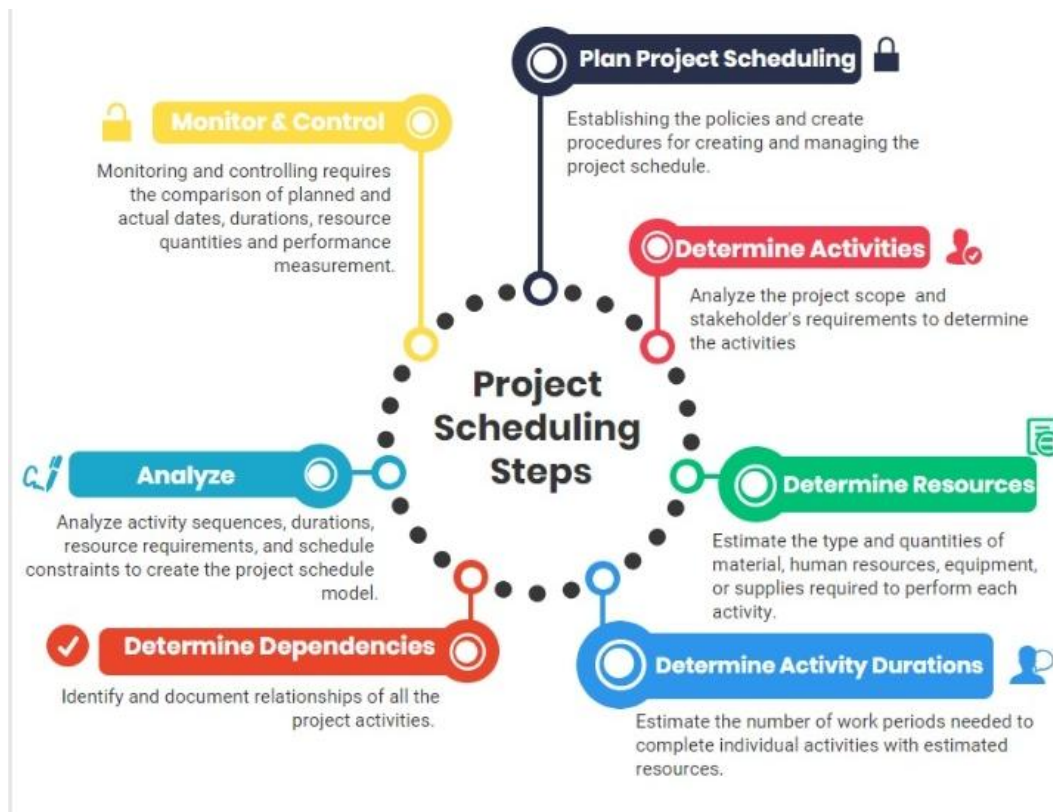 Plan Project Scheduling
Establishing the policies and create
procedures for creating and managing the
project schedule.
Determine Activities
Analyze the project scope and
stakeholder's requirements to determine
the activities
Determine Resources
Estimate the type and quantities of
material, human resources, equipment,
or supplies required to perform each
activity.
Determine Activity Durations
Estimate the number of work periods needed to
complete individual activities with estimated
resources.
Determine Dependencies
Identify and document relationships of all the
project activities.
Analyze
Analyze activity sequences, durations,
resource requirements, and schedule
constraints to create the project schedule
model.
Monitor & Control
Monitoring and controlling requires
the comparison of planned and
actual dates, durations, resource
quantities and performance
measurement.
Project
Scheduling
Steps